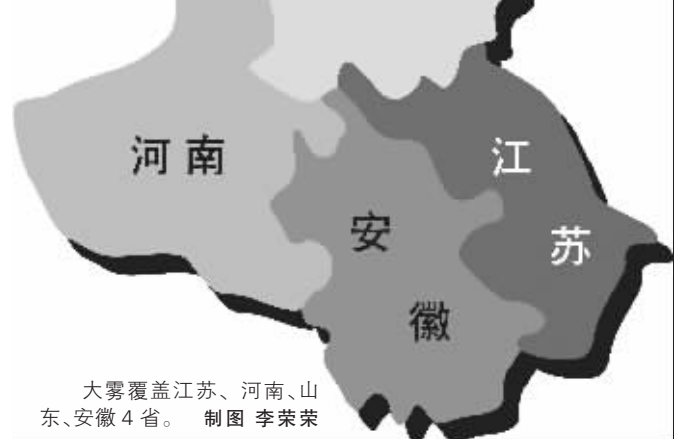 河南
江
苏
安
徽
大雾覆盖江苏、河南、山
东、安徽4省。 制图 李荣荣